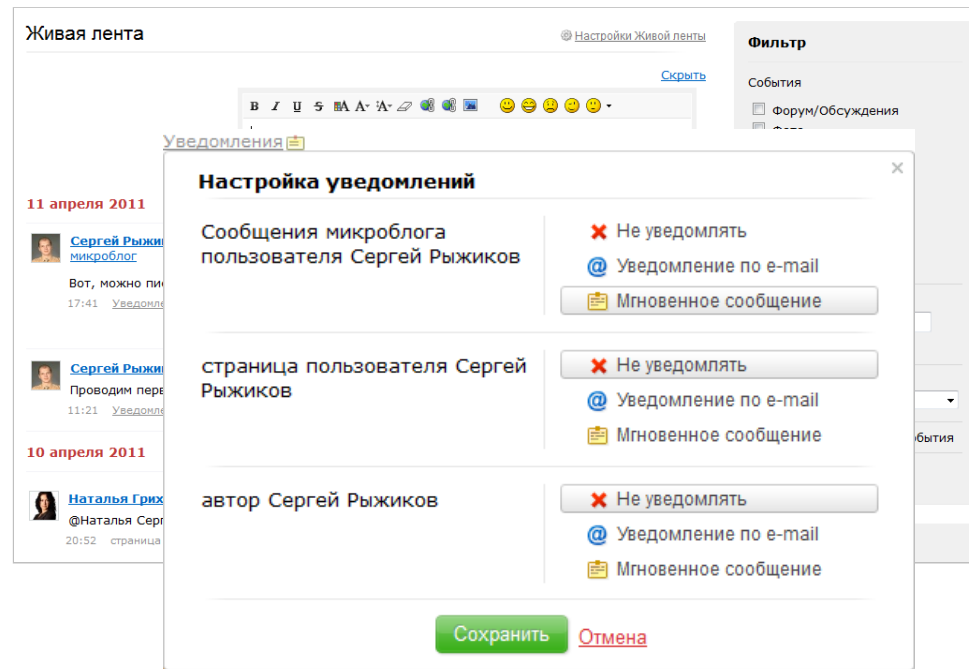 Живая лента
Настройки Живой ленты
Скрыть
B I U S
Фильтр
События
Форум/Обсуждения
11 апреля 2011
Сергей
микроблог
Вот, можно
17:41
Сергей
Проводим
11:21
10 апреля 2011
Наталья
@Наталья
20:52 страница
Уведомления
Настройка уведомлений
Сообщения микроблога
пользователя Сергей Рыжиков
Не уведомлять
Уведомление по e-mail
Мгновенное сообщение
страница пользователя Сергей
Рыжиков
Не уведомлять
Уведомление по e-mail
Мгновенное сообщение
автор Сергей Рыжиков
Не уведомлять
Уведомление по e-mail
Мгновенное сообщение
Сохранить
Отмена